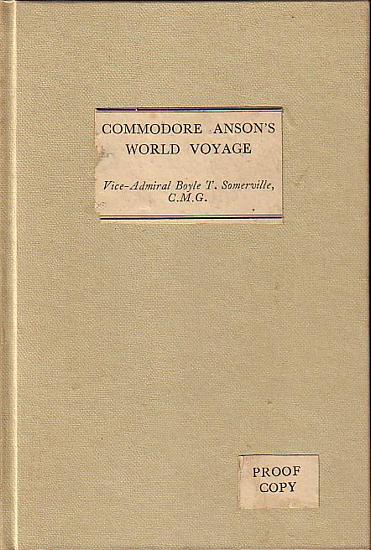 COMMODORE ANSON'S
WORLD VOYAGE
Vice-Admiral Boyle T. Somerville,
C.M.G.
PROOF
COPY